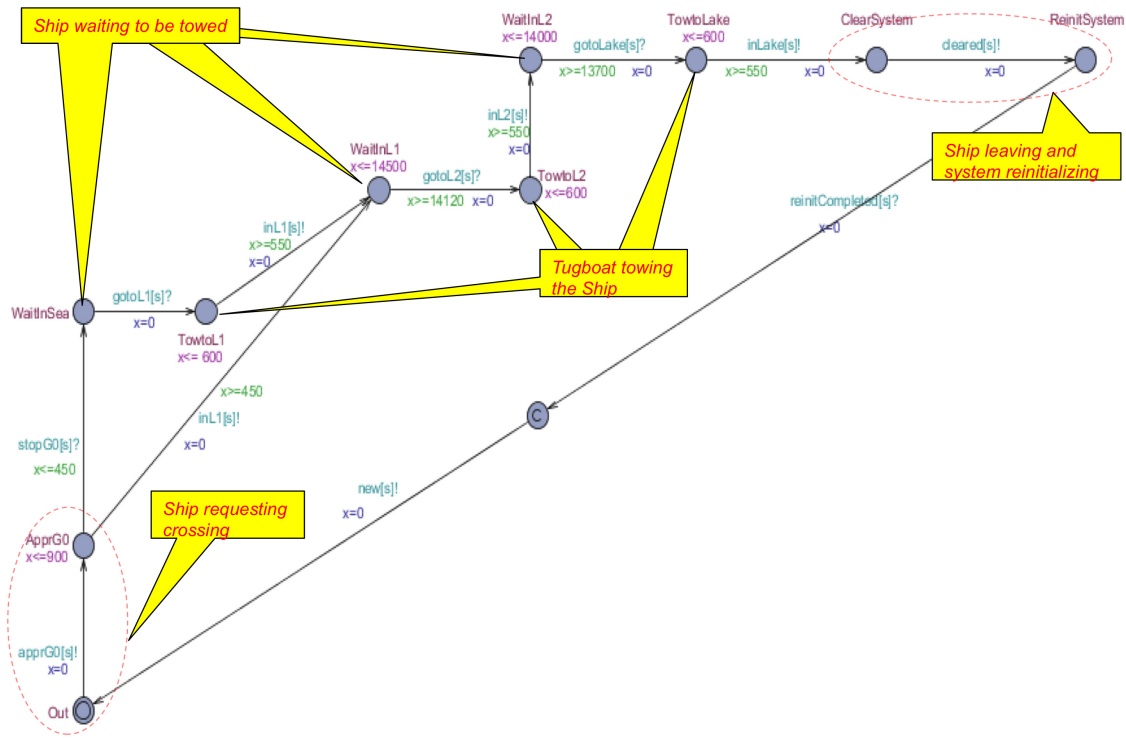 Ship waiting to be towed
WaitInL2
x<=14000
TowtoLake
x<=600
ClearSystem
ReinitSystem
gotoLake[s]?
x>=13700
x=0
inLake[s]!
x>=550
x=0
cleared[s]!
x=0
inL2[s]!
x>=550
x=0
WaitInL1
x<=14500
gotoL2[s]?
x>=14120
x=0
TowtoL2
x<=600
Ship leaving and
system reinitializing
reinitCompleted[s]?
x=0
inL1[s]!
x>=550
x=0
Tugboat towing
the Ship
WaitInSea
gotoL1[s]?
x=0
TowtoL1
x<= 600
x>=450
inL1[s]!
x=0
C
stopG0[s]?
x<=450
new[s]!
x=0
Ship requesting
crossing
ApprG0
x<=900
apprG0[s]!
x=0
Out